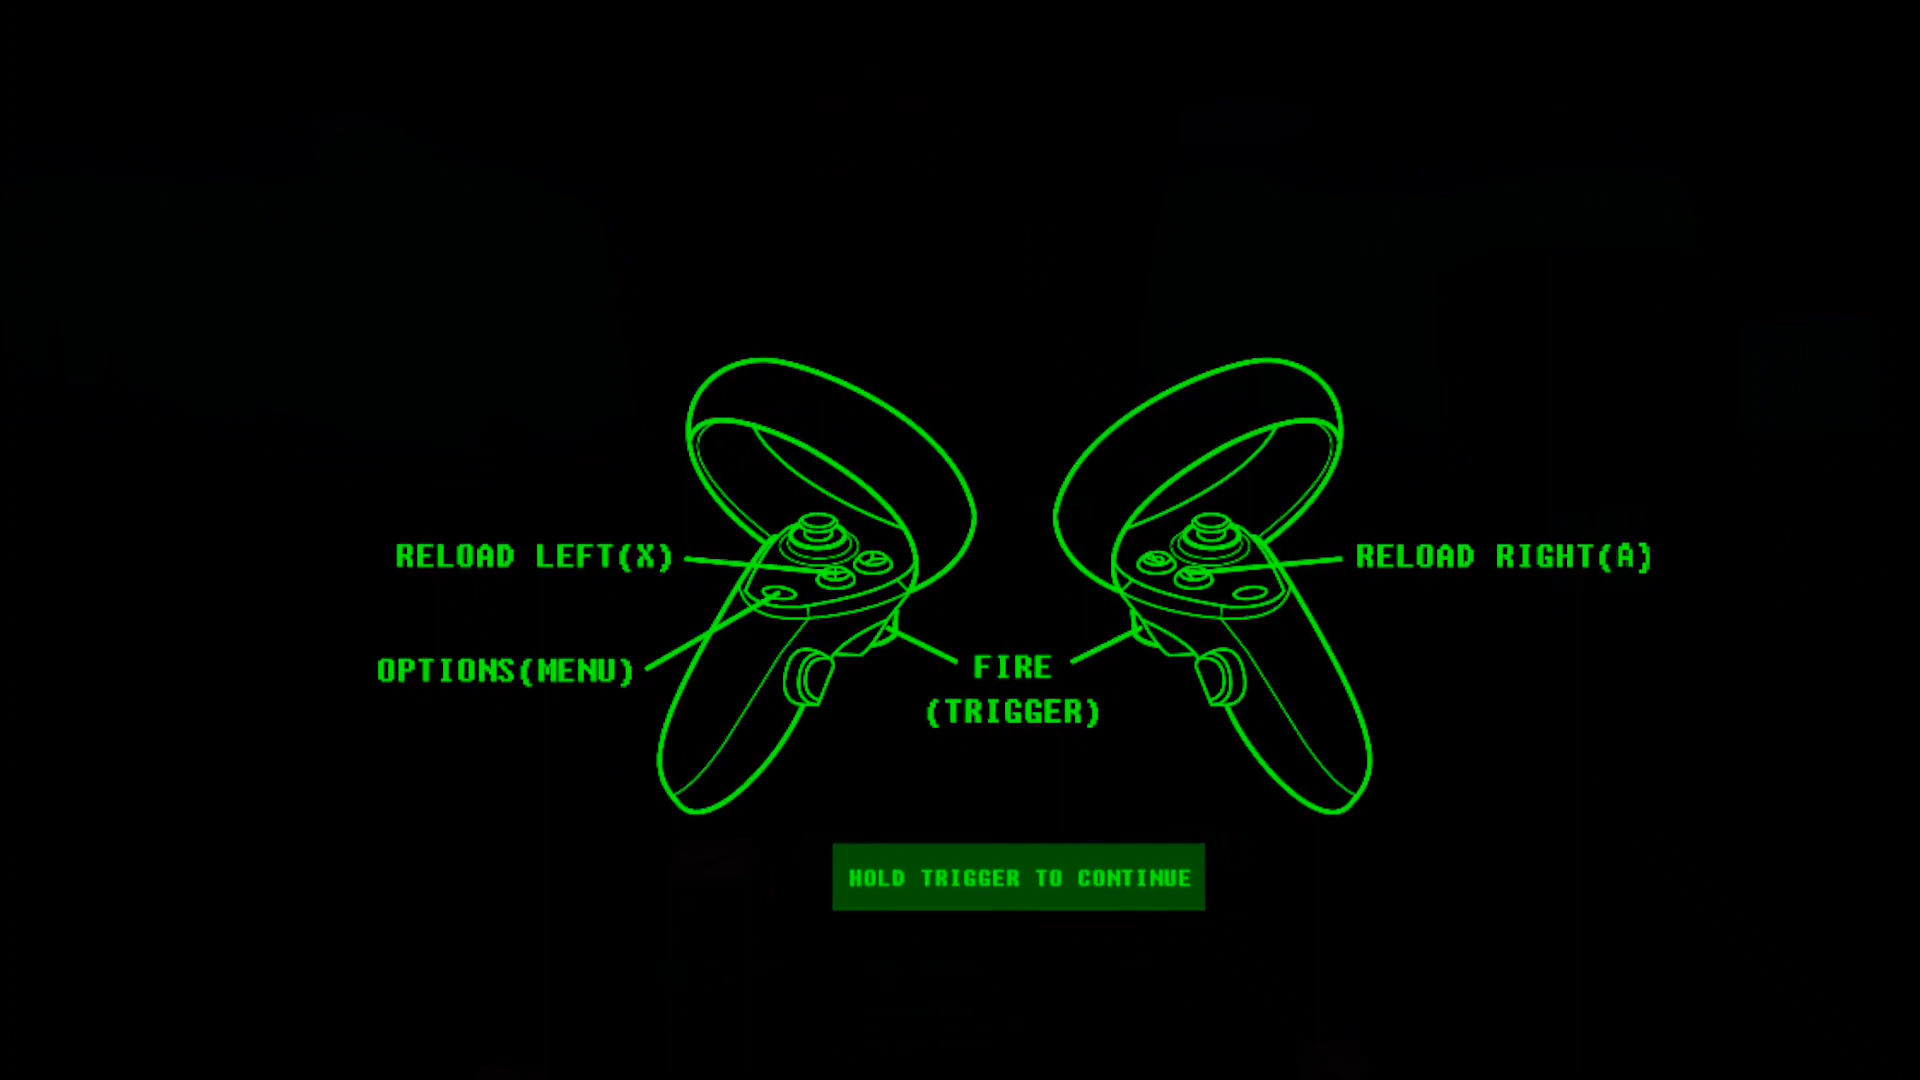 RELOAD LEFT(X)
RELOAD RIGHT(A)
OPTIONS(MENU)
FIRE
(TRIGGER)
HOLD TRIGGER TO CONTINUE